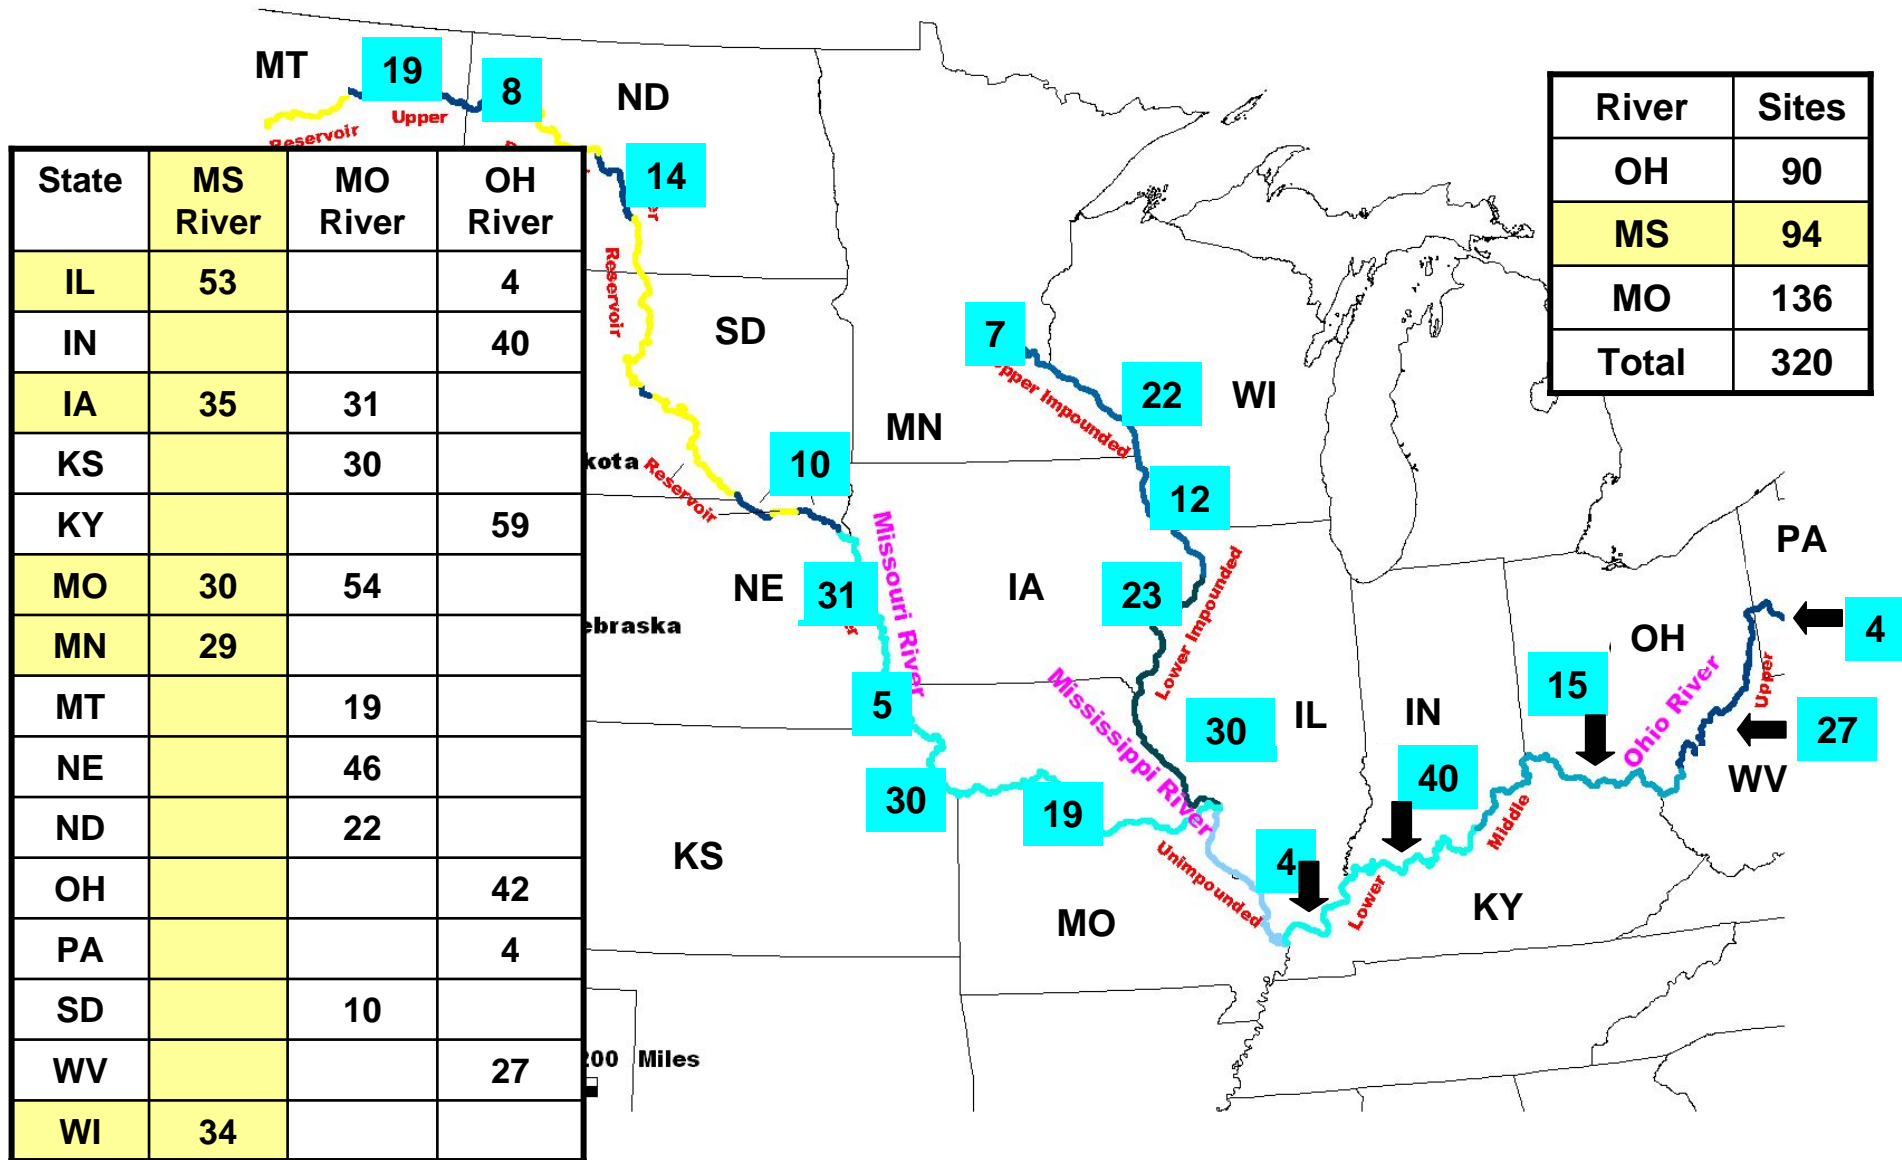 MT
19
8
ND
Reservoir
Upper
14
River Sites
OH 90
MS 94
MO 136
Total 320
State MS River MO River OH River
IL 53 4
IN 40
IA 35 31
KS 30
KY 59
MO 30 54
MN 29
MT 19
NE 46
ND 22
OH 42
PA 4
SD 10
WV 27
WI 34
Reservoir
SD
7
Upper Impounded
22
WI
MN
kota
Reservoir
10
12
PA
Missouri River
NE
31
er
IA
23
Lower Impounded
ebraska
OH
4
15
Upper
Ohio River
5
Mississippi River
30
IL
IN
27
40
WV
30
19
Middle
KS
Unimpounded
4
Lower
MO
KY
200 Miles